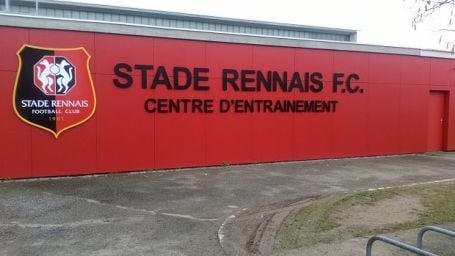 STADE RENNAIS
FOOTBALL CLUB
1901
STADE RENNAIS F.C.
CENTRE D'ENTRAINEMENT